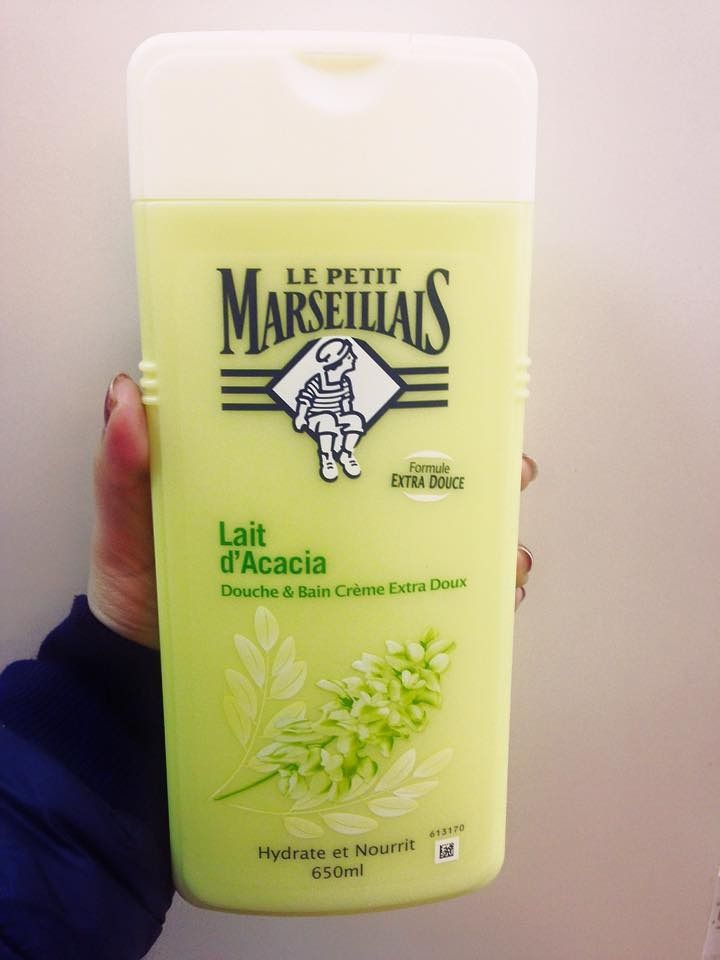 LE PETIT
MARSEILLAIS
Formule
EXTRA DOUCE
Lait
d'Acacia
Douche & Bain Crème Extra Doux
613170
Hydrate et Nourrit
650ml